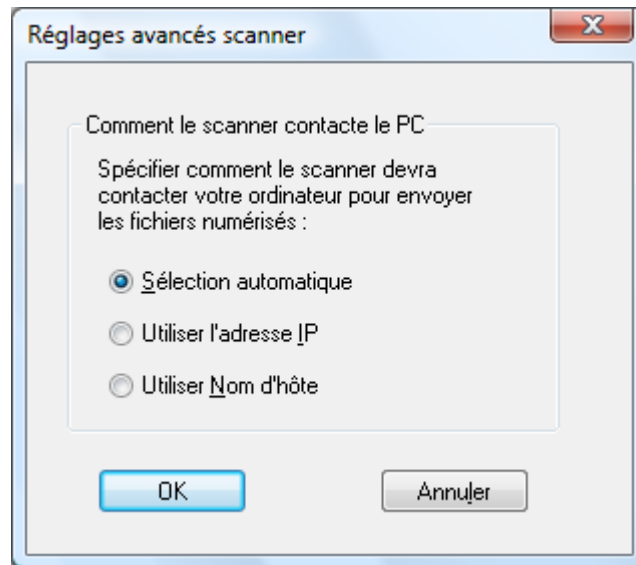 Réglages avancés scanner
Comment le scanner contacte le PC
Spécifier comment le scanner devra
contacter votre ordinateur pour envoyer
les fichiers numérisés :
Sélection automatique
Utiliser l'adresse IP
Utiliser Nom d'hôte
OK
Annuler